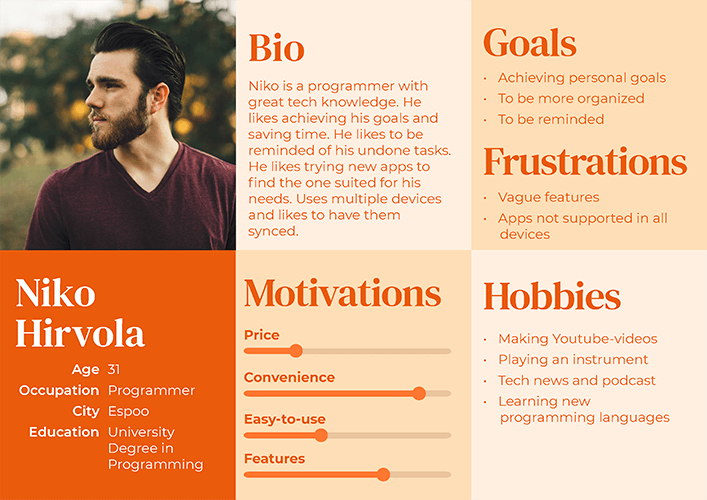 Bio
Niko is a programmer with
great tech knowledge. He
likes achieving his goals and
saving time. He likes to be
reminded of his undone tasks.
He likes trying new apps to
find the one suited for his
needs. Uses multiple devices
and likes to have them
synced.
Goals
• Achieving personal goals
• To be more organized
• To be reminded
Frustrations
• Vague features
• Apps not supported in all
devices
Niko
Hirvola
Age 31
Occupation Programmer
City Espoo
Education University
Degree in
Programming
Motivations
Price
Convenience
Easy-to-use
Features
Hobbies
• Making Youtube-videos
• Playing an instrument
• Tech news and podcast
• Learning new
programming languages